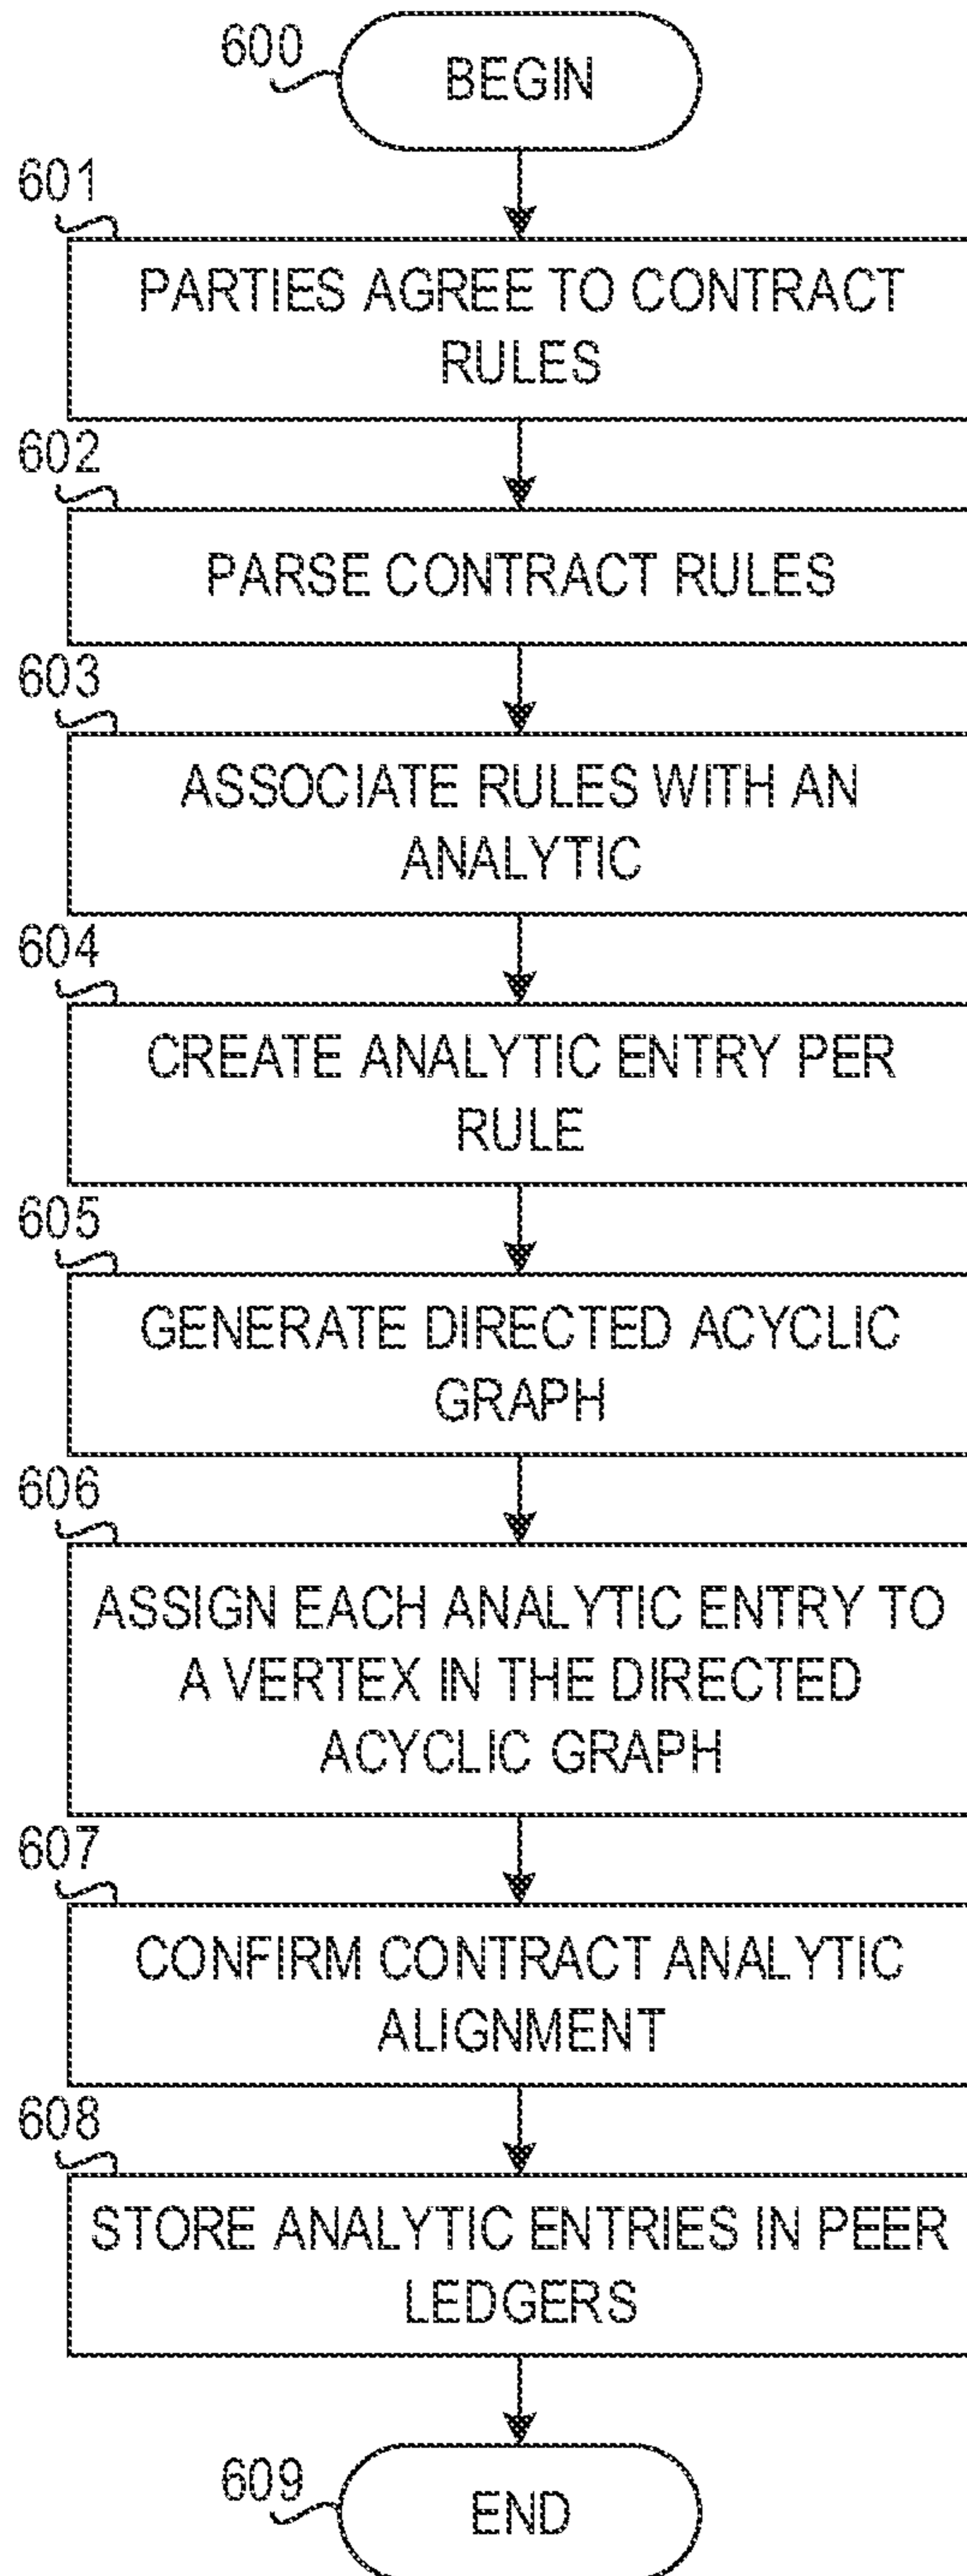 600
BEGIN
601
PARTIES AGREE TO CONTRACT
RULES
602
PARSE CONTRACT RULES
603
ASSOCIATE RULES WITH AN
ANALYTIC
604
CREATE ANALYTIC ENTRY PER
RULE
605
GENERATE DIRECTED ACYCLIC
GRAPH
606
ASSIGN EACH ANALYTIC ENTRY TO
A VERTEX IN THE DIRECTED
ACYCLIC GRAPH
607
CONFIRM CONTRACT ANALYTIC
ALIGNMENT
608
STORE ANALYTIC ENTRIES IN PEER
LEDGERS
609
END